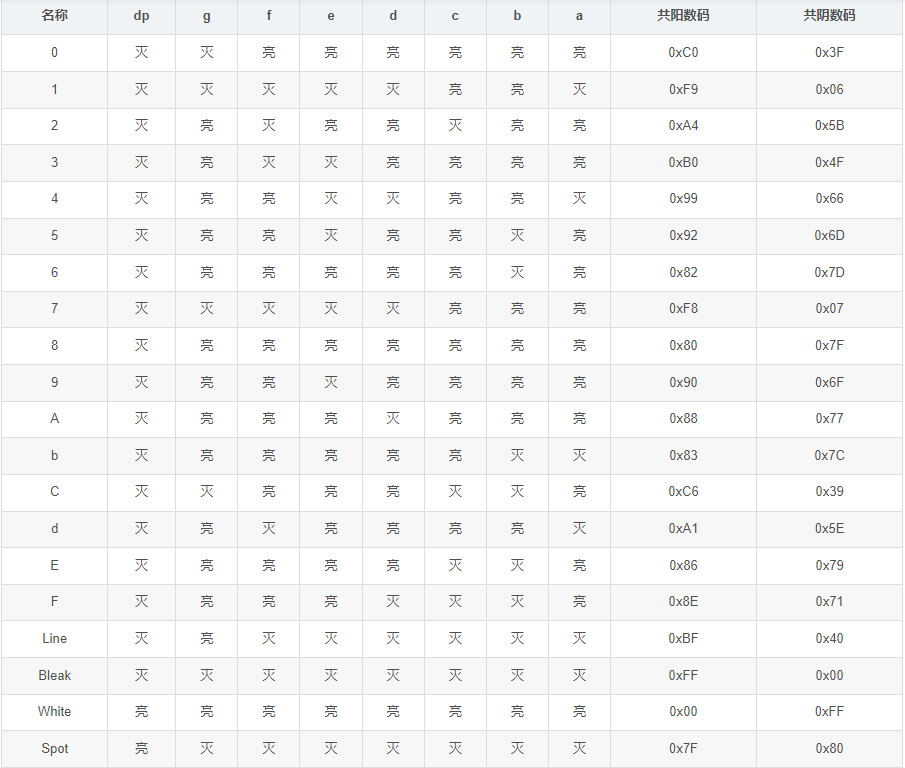 名称 dp g f e d c b a 共阳数码 共阴数码
0 灭 灭 亮 亮 亮 亮 亮 亮 0xC0 0x3F
1 灭 灭 灭 灭 灭 亮 亮 灭 0xF9 0x06
2 灭 亮 灭 亮 亮 灭 亮 亮 0xA4 0x5B
3 灭 亮 灭 灭 亮 亮 亮 亮 0xB0 0x4F
4 灭 亮 亮 灭 灭 亮 亮 灭 0x99 0x66
5 灭 亮 亮 灭 亮 亮 灭 亮 0x92 0x6D
6 灭 亮 亮 亮 亮 亮 灭 亮 0x82 0x7D
7 灭 灭 灭 灭 灭 亮 亮 亮 0xF8 0x07
8 灭 亮 亮 亮 亮 亮 亮 亮 0x80 0x7F
9 灭 亮 亮 灭 亮 亮 亮 亮 0x90 0x6F
A 灭 亮 亮 亮 灭 亮 亮 亮 0x88 0x77
b 灭 亮 亮 亮 亮 亮 灭 灭 0x83 0x7C
C 灭 灭 亮 亮 亮 灭 灭 亮 0xC6 0x39
d 灭 亮 灭 亮 亮 亮 亮 灭 0xA1 0x5E
E 灭 亮 亮 亮 亮 灭 灭 亮 0x86 0x79
F 灭 亮 亮 亮 灭 灭 灭 亮 0x8E 0x71
Line 灭 亮 灭 灭 灭 灭 灭 灭 0xBF 0x40
Bleak 灭 灭 灭 灭 灭 灭 灭 灭 0xFF 0x00
White 亮 亮 亮 亮 亮 亮 亮 亮 0x00 0xFF
Spot 亮 灭 灭 灭 灭 灭 灭 灭 0x7F 0x80